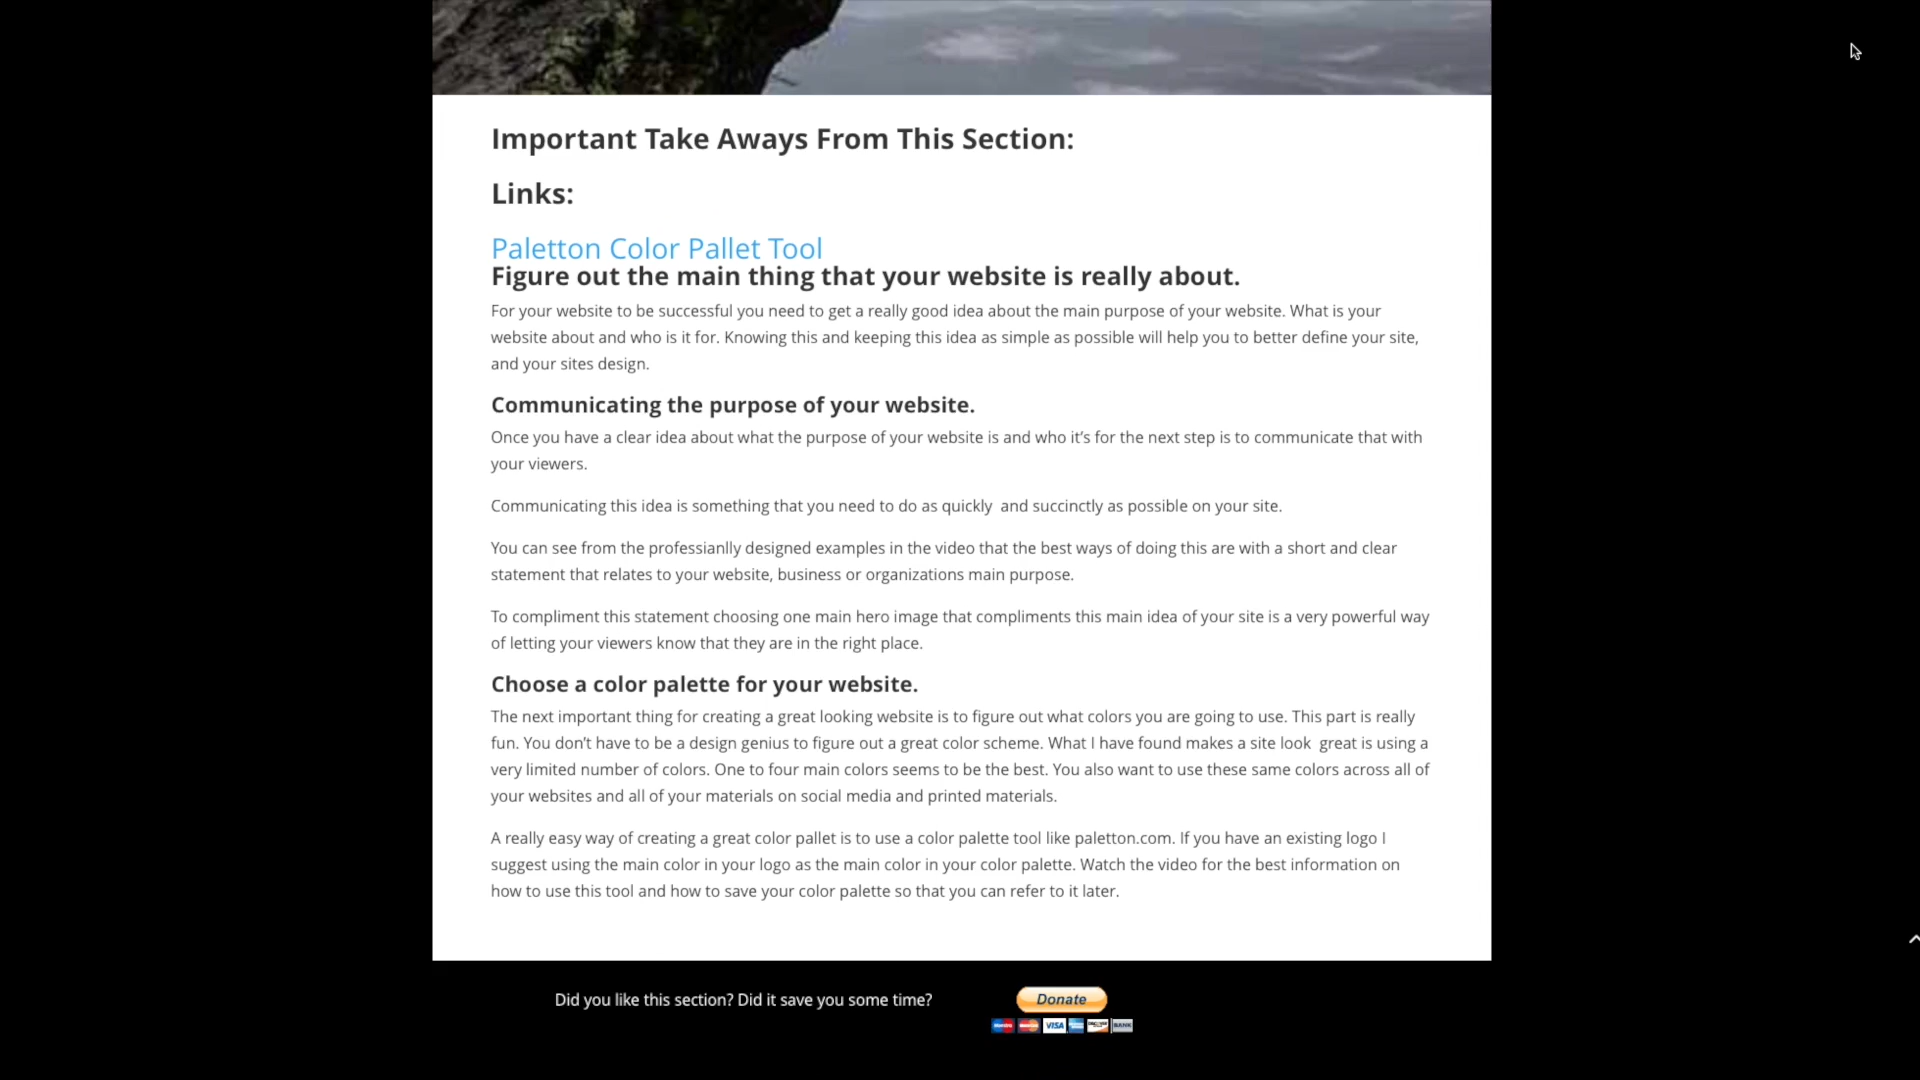 Important Take Aways From This Section:
Links:
Paletton Color Pallet Tool
Figure out the main thing that your website is really about.
For your website to be successful you need to get a really good idea about the main purpose of your website. What is your
website about and who is it for. Knowing this and keeping this idea as simple as possible will help you to better define your site,
and your sites design.
Communicating the purpose of your website.
Once you have a clear idea about what the purpose of your website is and who it’s for the next step is to communicate that with
your viewers.
Communicating this idea is something that you need to do as quickly  and succinctly as possible on your site.
You can see from the professianlly designed examples in the video that the best ways of doing this are with a short and clear
statement that relates to your website, business or organizations main purpose.
To compliment this statement choosing one main hero image that compliments this main idea of your site is a very powerful way
of letting your viewers know that they are in the right place.
Choose a color palette for your website.
The next important thing for creating a great looking website is to figure out what colors you are going to use. This part is really
fun. You don’t have to be a design genius to figure out a great color scheme. What I have found makes a site look  great is using a
very limited number of colors. One to four main colors seems to be the best. You also want to use these same colors across all of
your websites and all of your materials on social media and printed materials.
A really easy way of creating a great color pallet is to use a color palette tool like paletton.com. If you have an existing logo I
suggest using the main color in your logo as the main color in your color palette. Watch the video for the best information on
how to use this tool and how to save your color palette so that you can refer to it later.
Did you like this section? Did it save you some time?
Donate
VISA
BANK